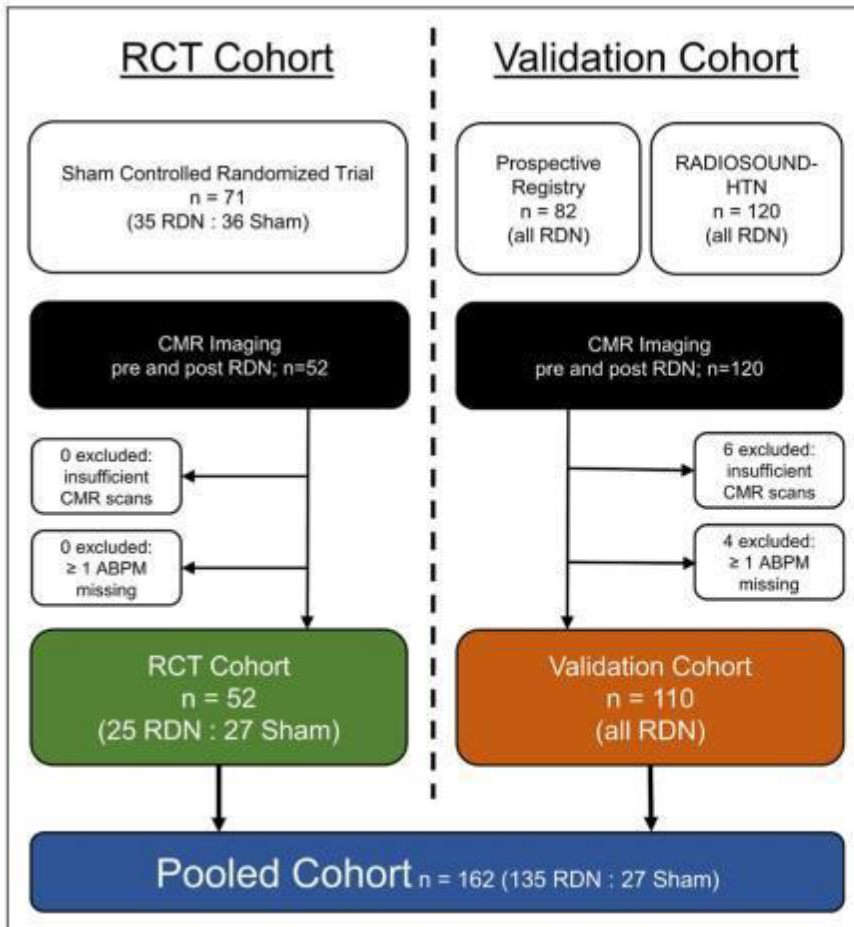 RCT Cohort
Validation Cohort
Sham Controlled Randomized Trial
n = 71
(35 RDN : 36 Sham)
Prospective
Registry
n = 82
(all RDN)
RADIOSOUND-
HTN
n = 120
(all RDN)
CMR Imaging
pre and post RDN; n=52
CMR Imaging
pre and post RDN; n=120
0 excluded:
insufficient
CMR scans
6 excluded:
insufficient
CMR scans
0 excluded:
≥ 1 ABPM
missing
4 excluded:
≥ 1 ABPM
missing
RCT Cohort
n = 52
(25 RDN : 27 Sham)
Validation Cohort
n = 110
(all RDN)
Pooled Cohort n = 162 (135 RDN : 27 Sham)